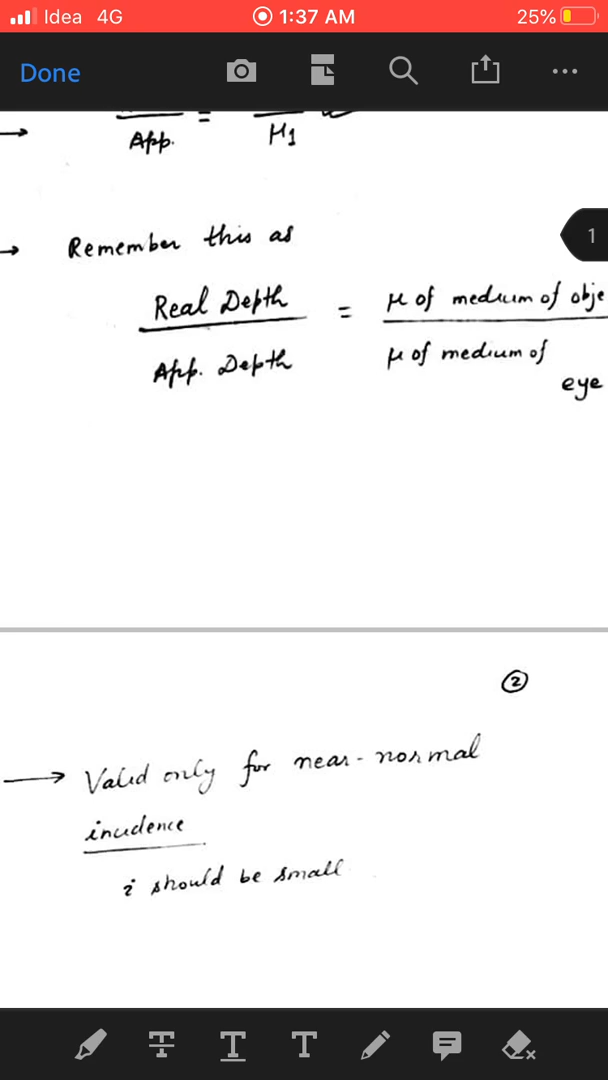 Idea 4G 1:37 AM 25%
Done
→ =
App. μ1
1
→ Remember this as
Real Depth = μ of medium of obje
App. Depth μ of medium of
eye
②
→ Valid only for near-normal
incidence
i should be small
T T T